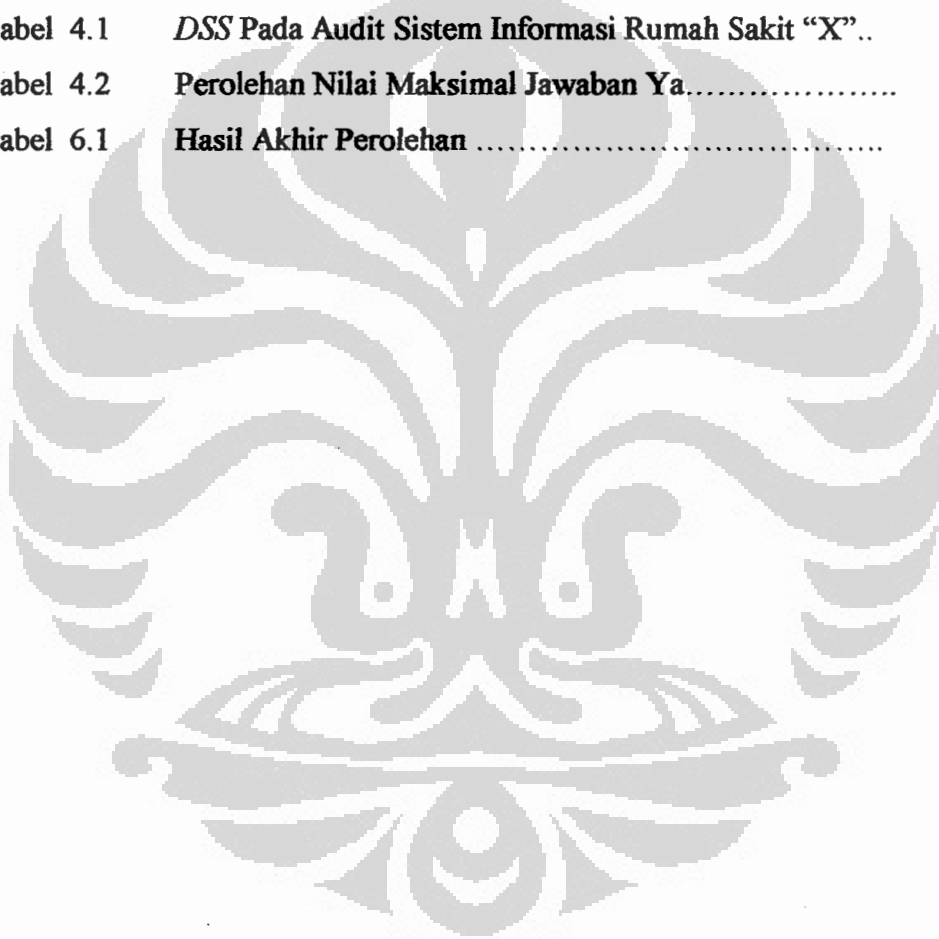 abel 4.1 DSS Pada Audit Sistem Informasi Rumah Sakit “X”..
abel 4.2 Perolehan Nilai Maksimal Jawaban Ya...................
abel 6.1 Hasil Akhir Perolehan .....................................